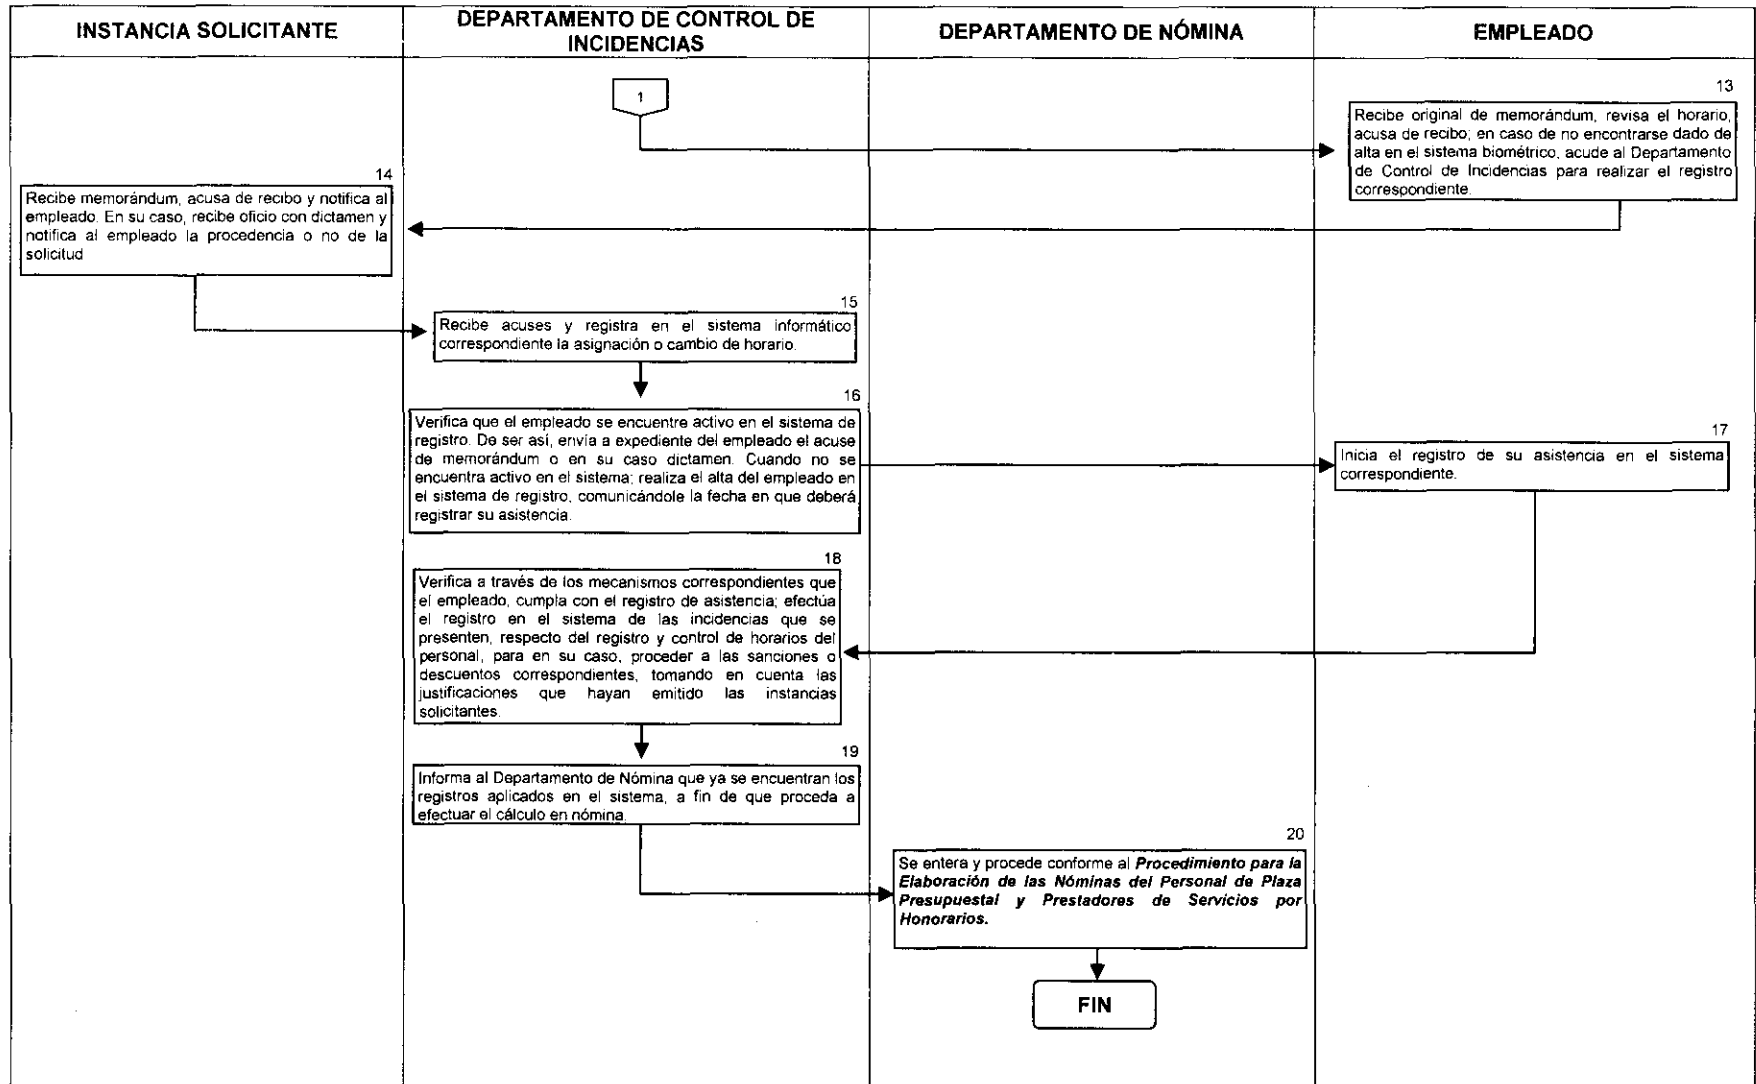 INSTANCIA SOLICITANTE
DEPARTAMENTO DE CONTROL DE
INCIDENCIAS
DEPARTAMENTO DE NÓMINA
EMPLEADO
1
13
Recibe original de memorándum, revisa el horario,
acusa de recibo; en caso de no encontrarse dado de
alta en el sistema biométrico, acude al Departamento
de Control de Incidencias para realizar el registro
correspondiente.
14
Recibe memorándum, acusa de recibo y notifica al
empleado. En su caso, recibe oficio con dictamen y
notifica al empleado la procedencia o no de la
solicitud
15
Recibe acuses y registra en el sistema informático
correspondiente la asignación o cambio de horario.
16
Verifica que el empleado se encuentre activo en el sistema de
registro. De ser así, envía a expediente del empleado el acuse
de memorándum o en su caso dictamen. Cuando no se
encuentra activo en el sistema; realiza el alta del empleado en
el sistema de registro, comunicándole la fecha en que deberá
registrar su asistencia.
17
Inicia el registro de su asistencia en el sistema
correspondiente.
18
Verifica a través de los mecanismos correspondientes que
el empleado, cumpla con el registro de asistencia; efectúa
el registro en el sistema de las incidencias que se
presenten, respecto del registro y control de horarios del
personal, para en su caso, proceder a las sanciones o
descuentos correspondientes, tomando en cuenta las
justificaciones que hayan emitido las instancias
solicitantes.
19
Informa al Departamento de Nómina que ya se encuentran los
registros aplicados en el sistema, a fin de que proceda a
efectuar el cálculo en nómina.
20
Se entera y procede conforme al Procedimiento para la
Elaboración de las Nóminas del Personal de Plaza
Presupuestal y Prestadores de Servicios por
Honorarios.
FIN